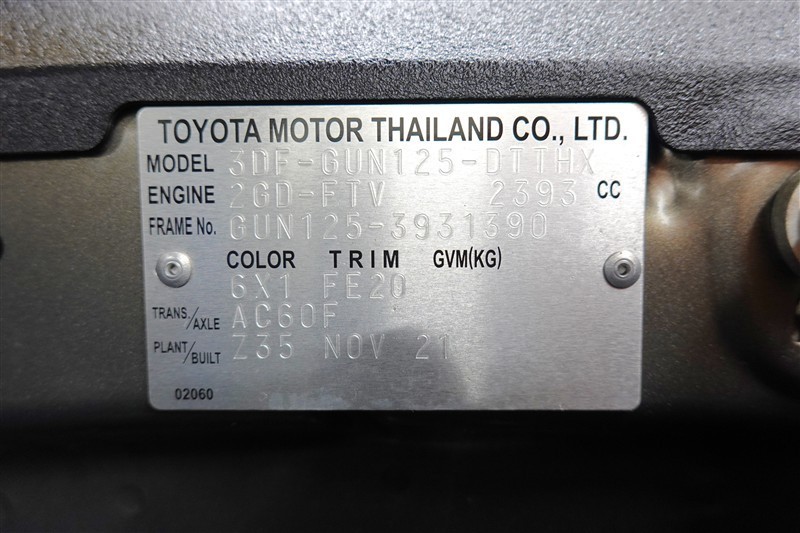 TOYOTA MOTOR THAILAND CO., LTD.
MODEL 3DF-GUN125-DTTHX
ENGINE 2GD-FTV 2393 CC
FRAME No. GUN125-3931390
COLOR TRIM GVM(KG)
6X1 FE20
TRANS./AXLE AC60F
PLANT/BUILT Z35 NOV 21
02060